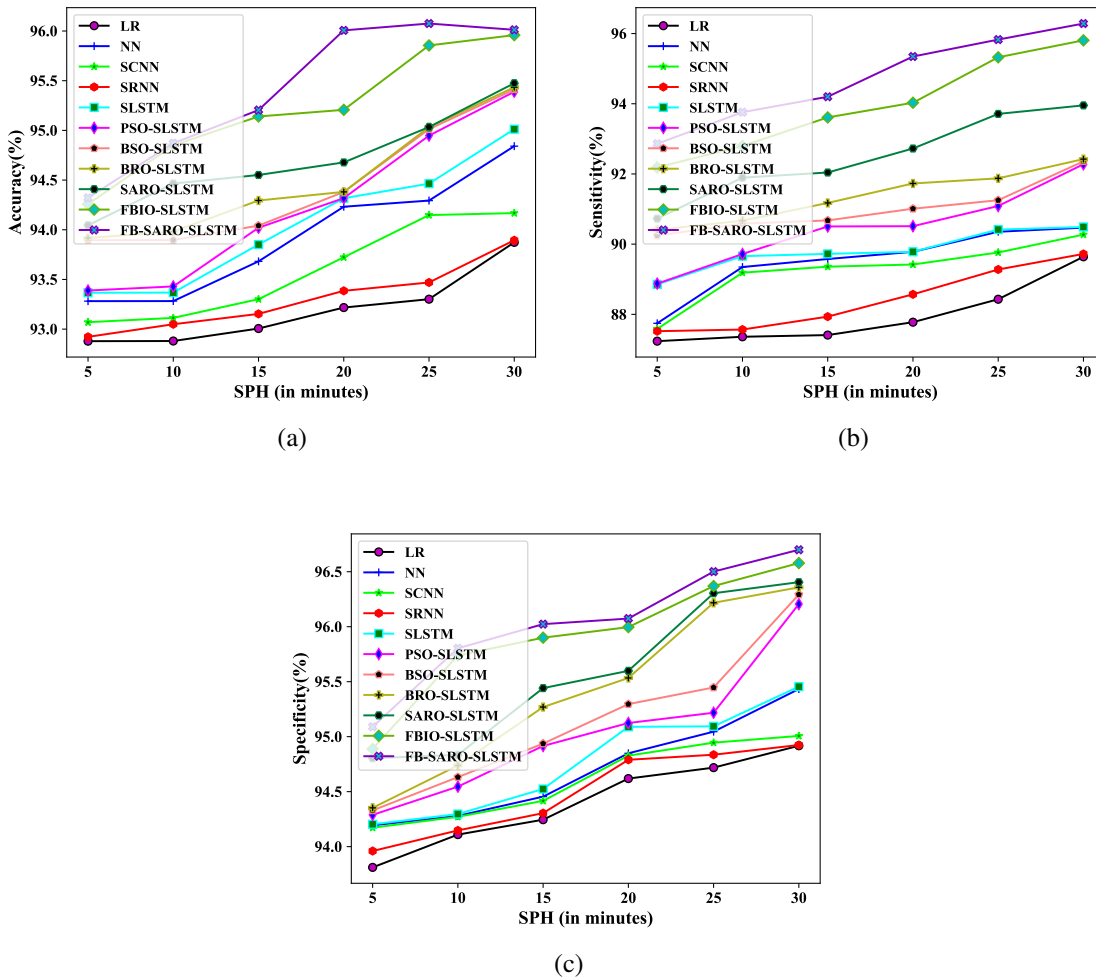 LR
NN
SCNN
SRNN
SLSTM
PSO-SLSTM
BSO-SLSTM
BRO-SLSTM
SARO-SLSTM
FBIO-SLSTM
FB-SARO-SLSTM
Accuracy(%)
96.0
95.5
95.0
94.5
94.0
93.5
93.0
5 10 15 20 25 30
SPH (in minutes)
(a)
LR
NN
SCNN
SRNN
SLSTM
PSO-SLSTM
BSO-SLSTM
BRO-SLSTM
SARO-SLSTM
FBIO-SLSTM
FB-SARO-SLSTM
Sensitivity(%)
96
94
92
90
88
5 10 15 20 25 30
SPH (in minutes)
(b)
LR
NN
SCNN
SRNN
SLSTM
PSO-SLSTM
BSO-SLSTM
BRO-SLSTM
SARO-SLSTM
FBIO-SLSTM
FB-SARO-SLSTM
Specificity(%)
96.5
96.0
95.5
95.0
94.5
94.0
5 10 15 20 25 30
SPH (in minutes)
(c)